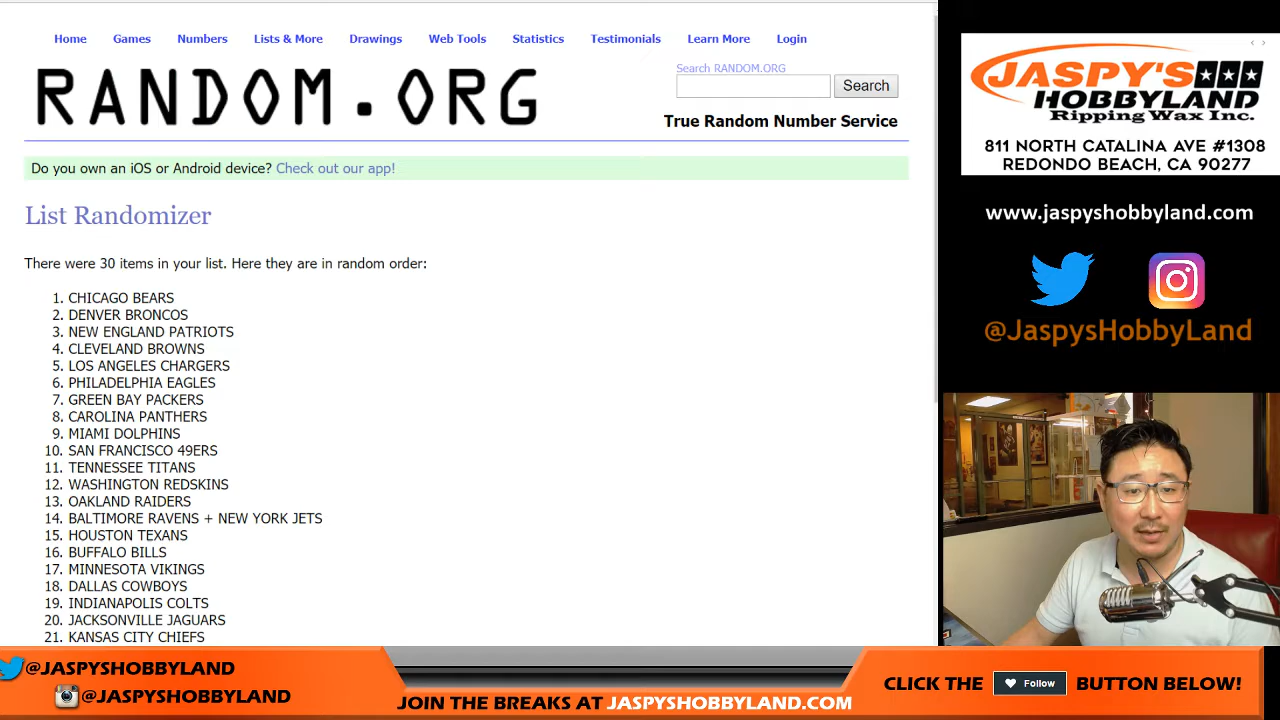 Home Games Numbers Lists & More Drawings Web Tools Statistics Testimonials Learn More Login
RANDOM.ORG
Search RANDOM.ORG
Search
True Random Number Service
Do you own an iOS or Android device? Check out our app!
List Randomizer
There were 30 items in your list. Here they are in random order:
1. CHICAGO BEARS
2. DENVER BRONCOS
3. NEW ENGLAND PATRIOTS
4. CLEVELAND BROWNS
5. LOS ANGELES CHARGERS
6. PHILADELPHIA EAGLES
7. GREEN BAY PACKERS
8. CAROLINA PANTHERS
9. MIAMI DOLPHINS
10. SAN FRANCISCO 49ERS
11. TENNESSEE TITANS
12. WASHINGTON REDSKINS
13. OAKLAND RAIDERS
14. BALTIMORE RAVENS + NEW YORK JETS
15. HOUSTON TEXANS
16. BUFFALO BILLS
17. MINNESOTA VIKINGS
18. DALLAS COWBOYS
19. INDIANAPOLIS COLTS
20. JACKSONVILLE JAGUARS
21. KANSAS CITY CHIEFS
JASPY'S
HOBBYLAND
Ripping Wax Inc.
811 NORTH CATALINA AVE #1308
REDONDO BEACH, CA 90277
www.jaspyshobbyland.com
@JaspysHobbyLand
@JASPYSHOBBYLAND
@JASPYSHOBBYLAND
JOIN THE BREAKS AT JASPYSHOBBYLAND.COM
CLICK THE Follow BUTTON BELOW!